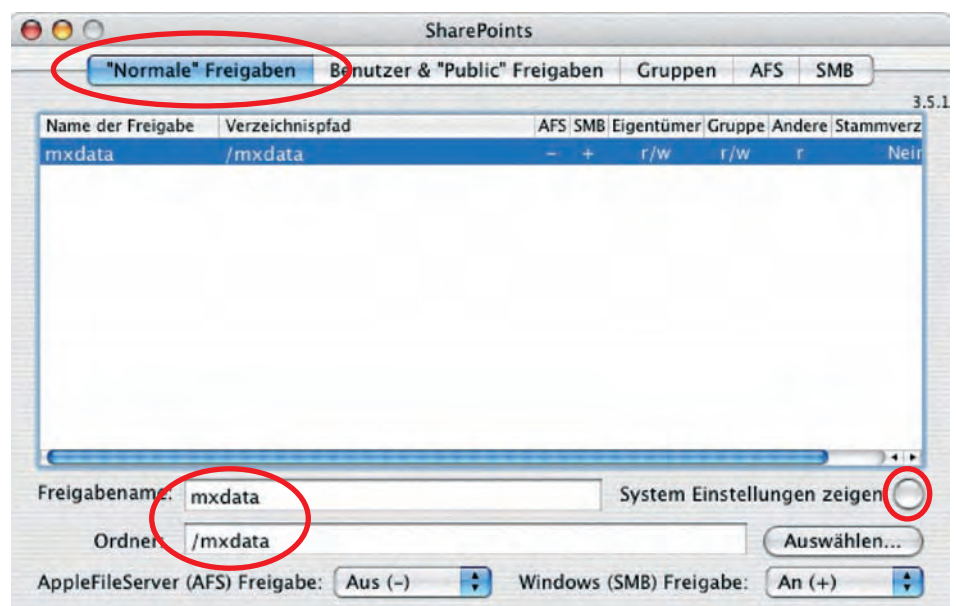 SharePoints
"Normale" Freigaben Benutzer & "Public" Freigaben Gruppen AFS SMB
3.5.1
Name der Freigabe Verzeichnispfad AFS SMB Eigentümer Gruppe Andere Stammverz
mxdata /mxdata – + r/w r/w r Nein
Freigabename: mxdata System Einstellungen zeigen
Ordner: /mxdata Auswählen...
AppleFileServer (AFS) Freigabe: Aus (–) Windows (SMB) Freigabe: An (+)